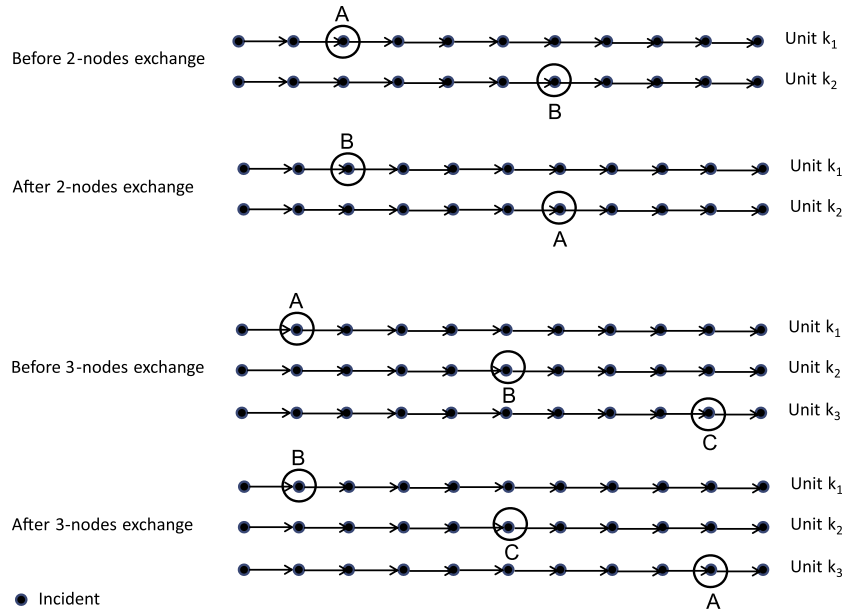 A
Unit k₁
Before 2-nodes exchange
Unit k₂
B
B
Unit k₁
After 2-nodes exchange
Unit k₂
A
A
Unit k₁
Before 3-nodes exchange
Unit k₂
B
Unit k₃
C
B
Unit k₁
After 3-nodes exchange
Unit k₂
C
Unit k₃
A
Incident